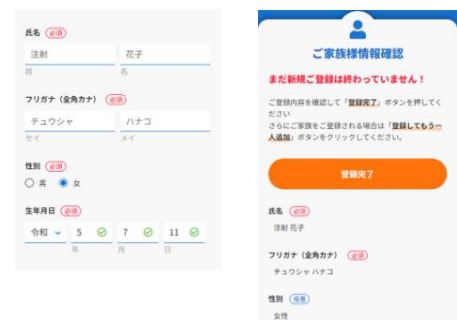 氏名 必須
注射 花子
姓 名
フリガナ（全角カナ） 必須
チュウシャ ハナコ
セイ メイ
性別 必須
男 女
生年月日 必須
令和 5 7 11
年 月 日
ご家族様情報確認
まだ新規ご登録は終わっていません！
ご登録内容を確認して「登録完了」ボタンを押してく
ださい
さらにご家族をご登録される場合は「登録してもう一
人追加」ボタンをクリックしてください。
登録完了
氏名 必須
注射 花子
フリガナ（全角カナ） 必須
チュウシャ ハナコ
性別 任意
女性